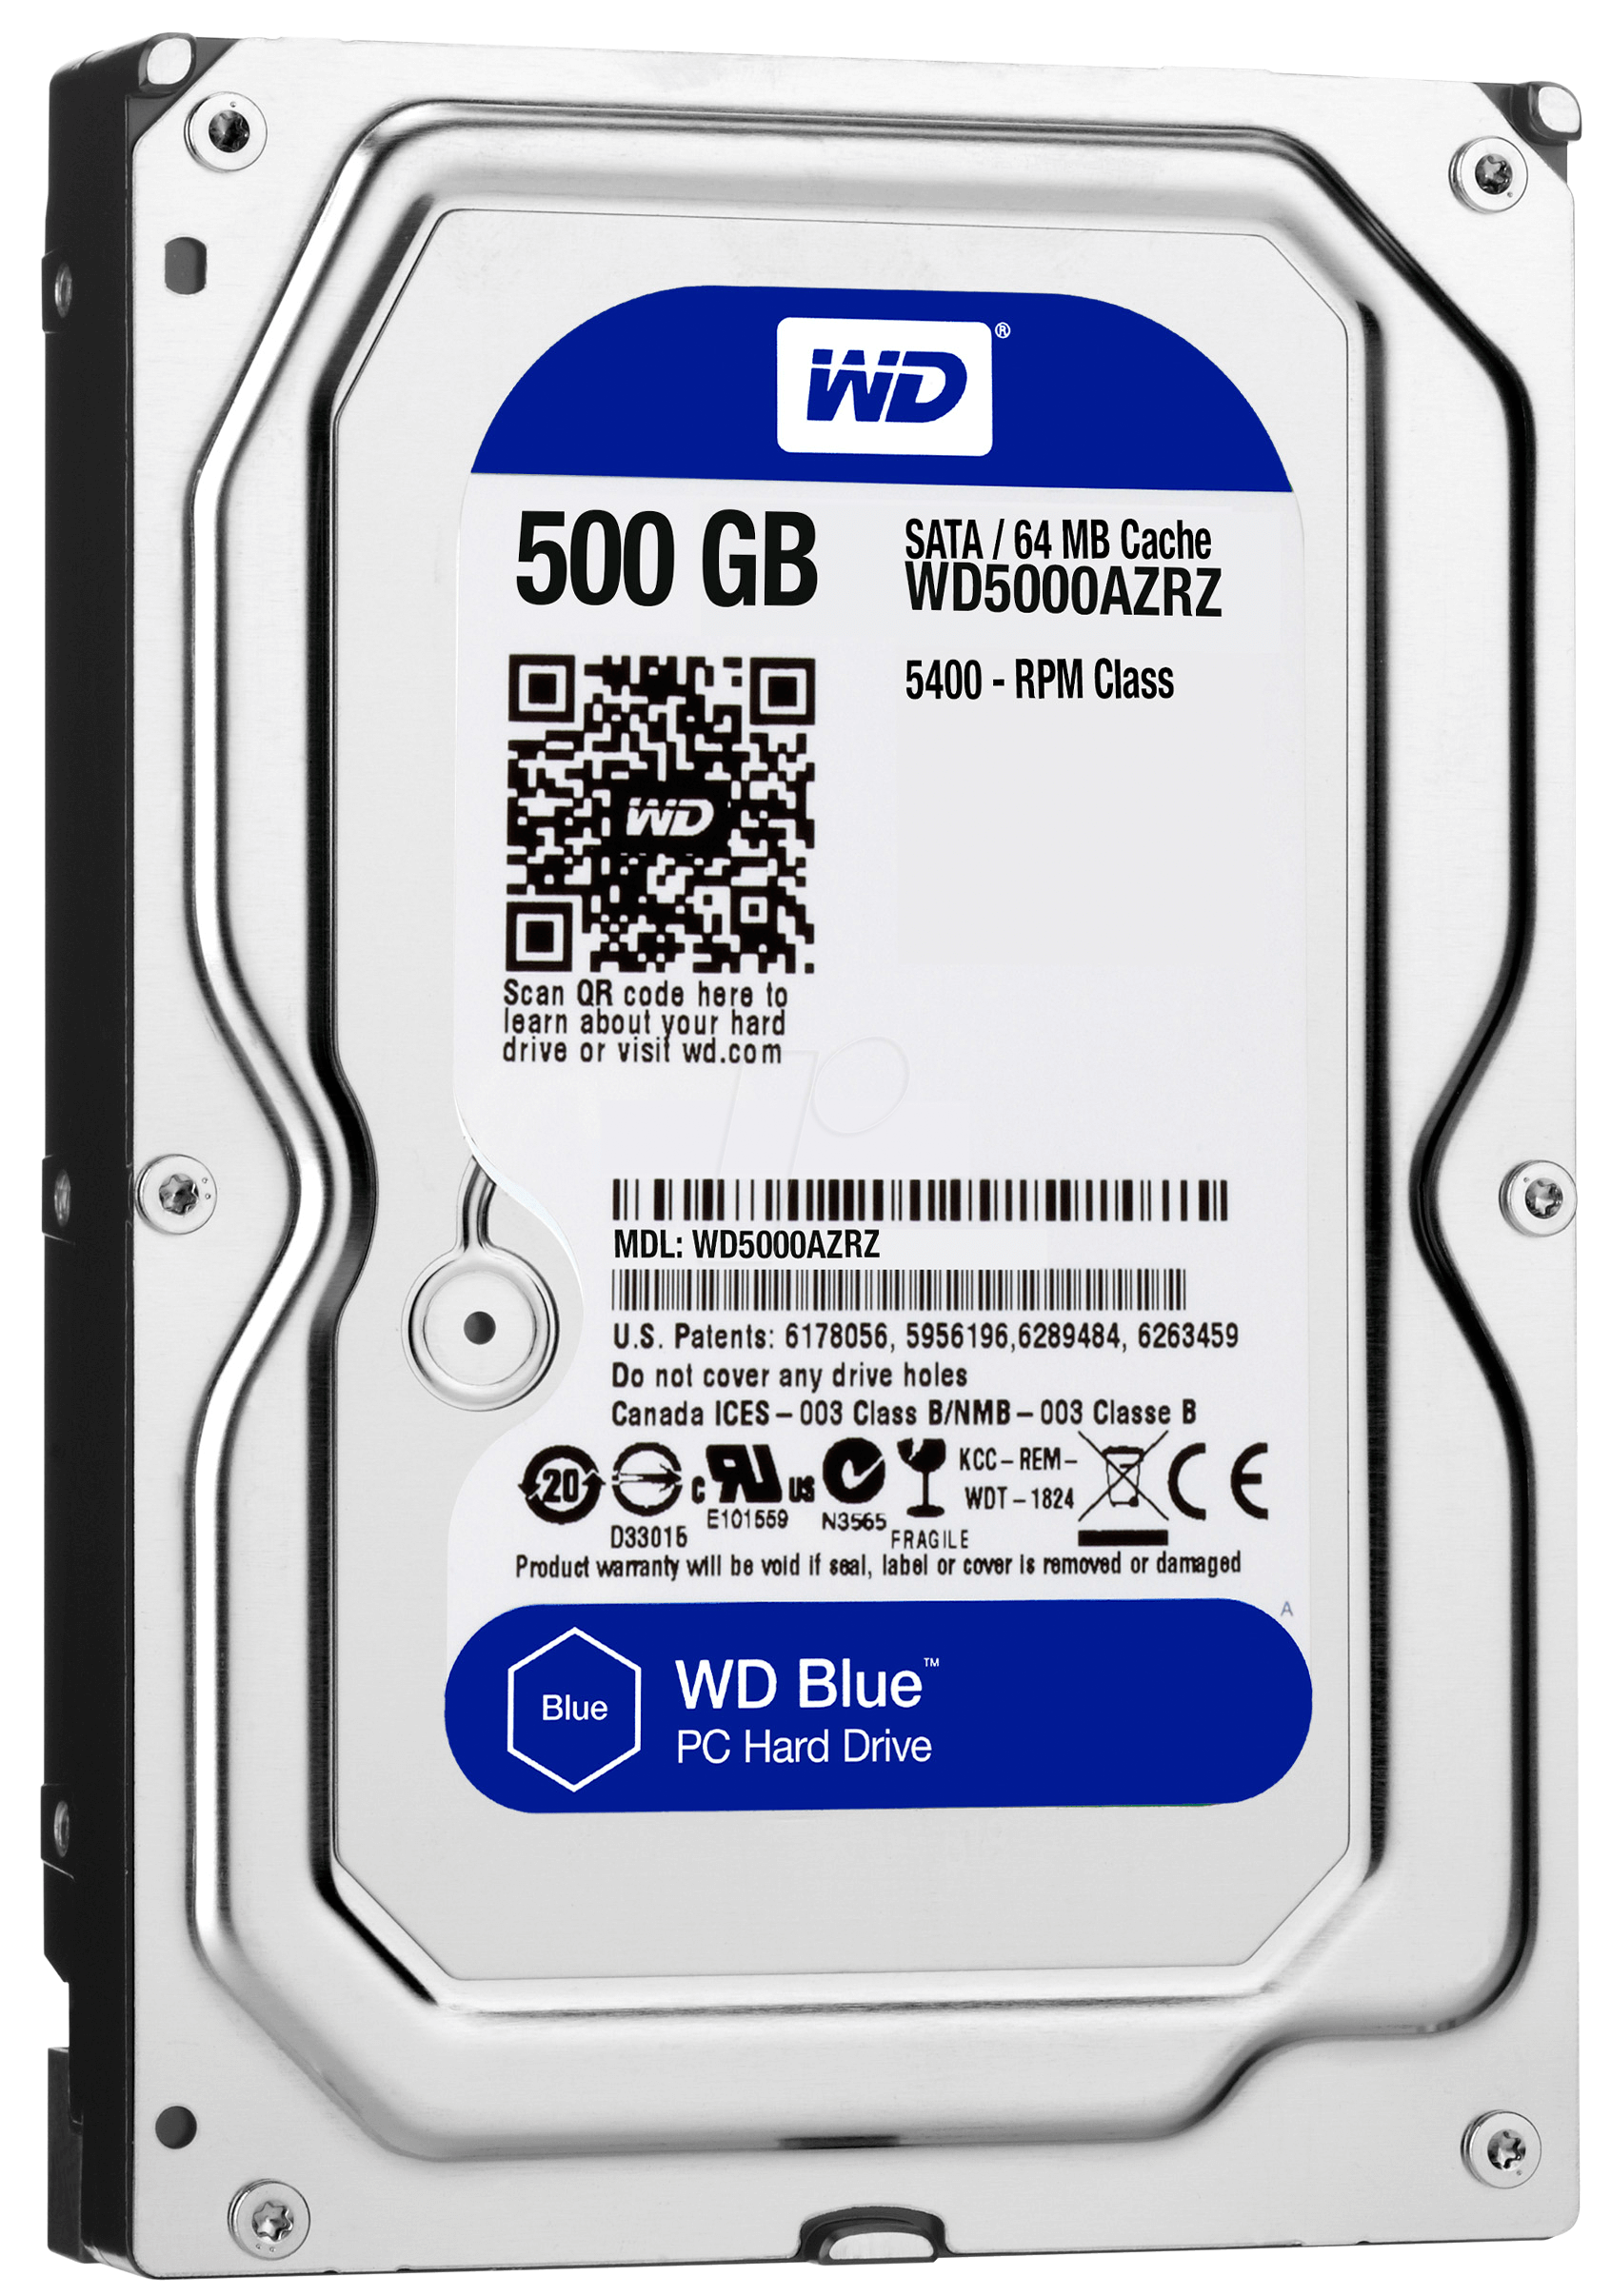 WD®
500 GB
SATA / 64 MB Cache
WD5000AZRZ
5400 - RPM Class
WD
Scan QR code here to
learn about your hard
drive or visit wd.com
MDL: WD5000AZRZ
U.S. Patents: 6178056, 5956196,6289484, 6263459
Do not cover any drive holes
Canada ICES-003 Class B/NMB-003 Classe B
20
D33015
c RU us
E101559
N3565
FRAGILE
KCC-REM-
WDT-1824
CE
Product warranty will be void if seal, label or cover is removed or damaged
A
Blue
WD Blue™
PC Hard Drive